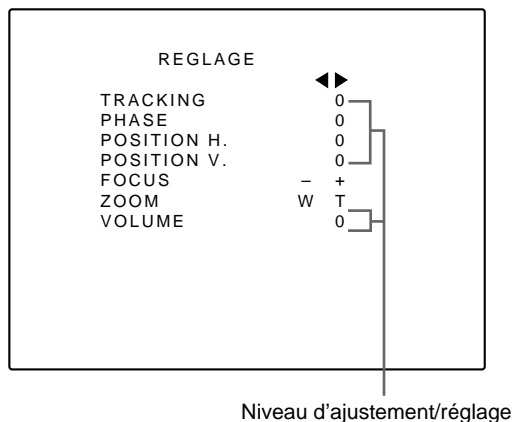 REGLAGE
◀ ▶
TRACKING 0
PHASE 0
POSITION H. 0
POSITION V. 0
FOCUS – +
ZOOM W T
VOLUME 0
Niveau d'ajustement/réglage